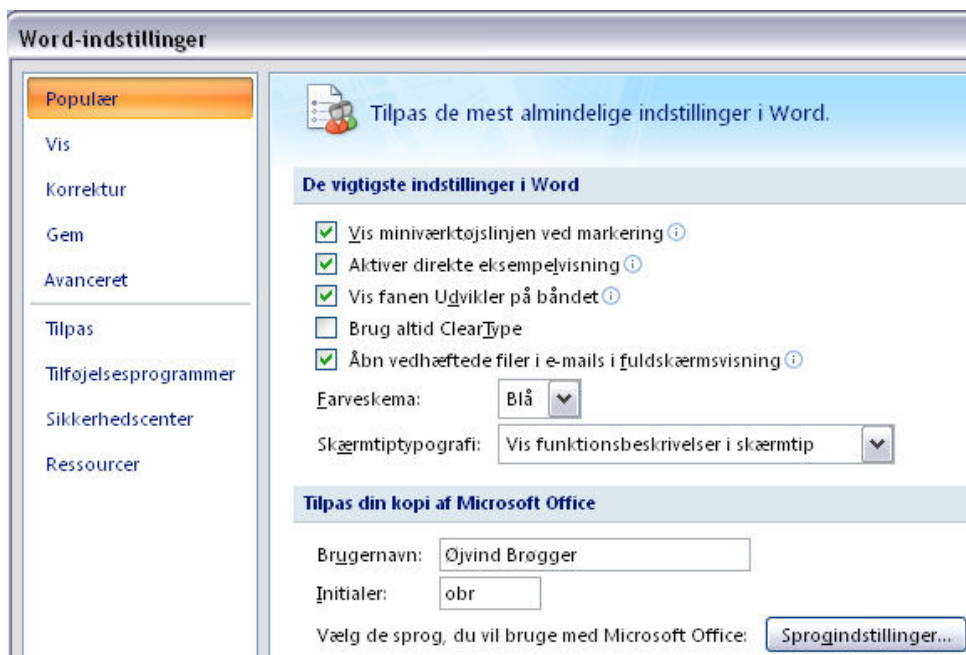 Word-indstillinger
Populær
Vis
Korrektur
Gem
Avanceret
Tilpas
Tilføjelsesprogrammer
Sikkerhedscenter
Ressourcer
Tilpas de mest almindelige indstillinger i Word.
De vigtigste indstillinger i Word
Vis miniværktøjslinjen ved markering
Aktiver direkte eksempelvisning
Vis fanen Udvikler på båndet
Brug altid ClearType
Åbn vedhæftede filer i e-mails i fuldskærmsvisning
Farveskema: Blå
Skærmtiptypografi: Vis funktionsbeskrivelser i skærmtip
Tilpas din kopi af Microsoft Office
Brugernavn: Øjvind Brøgger
Initialer: obr
Vælg de sprog, du vil bruge med Microsoft Office: Sprogindstillinger...